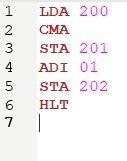 1 LDA 200
2 CMA
3 STA 201
4 ADI 01
5 STA 202
6 HLT
7